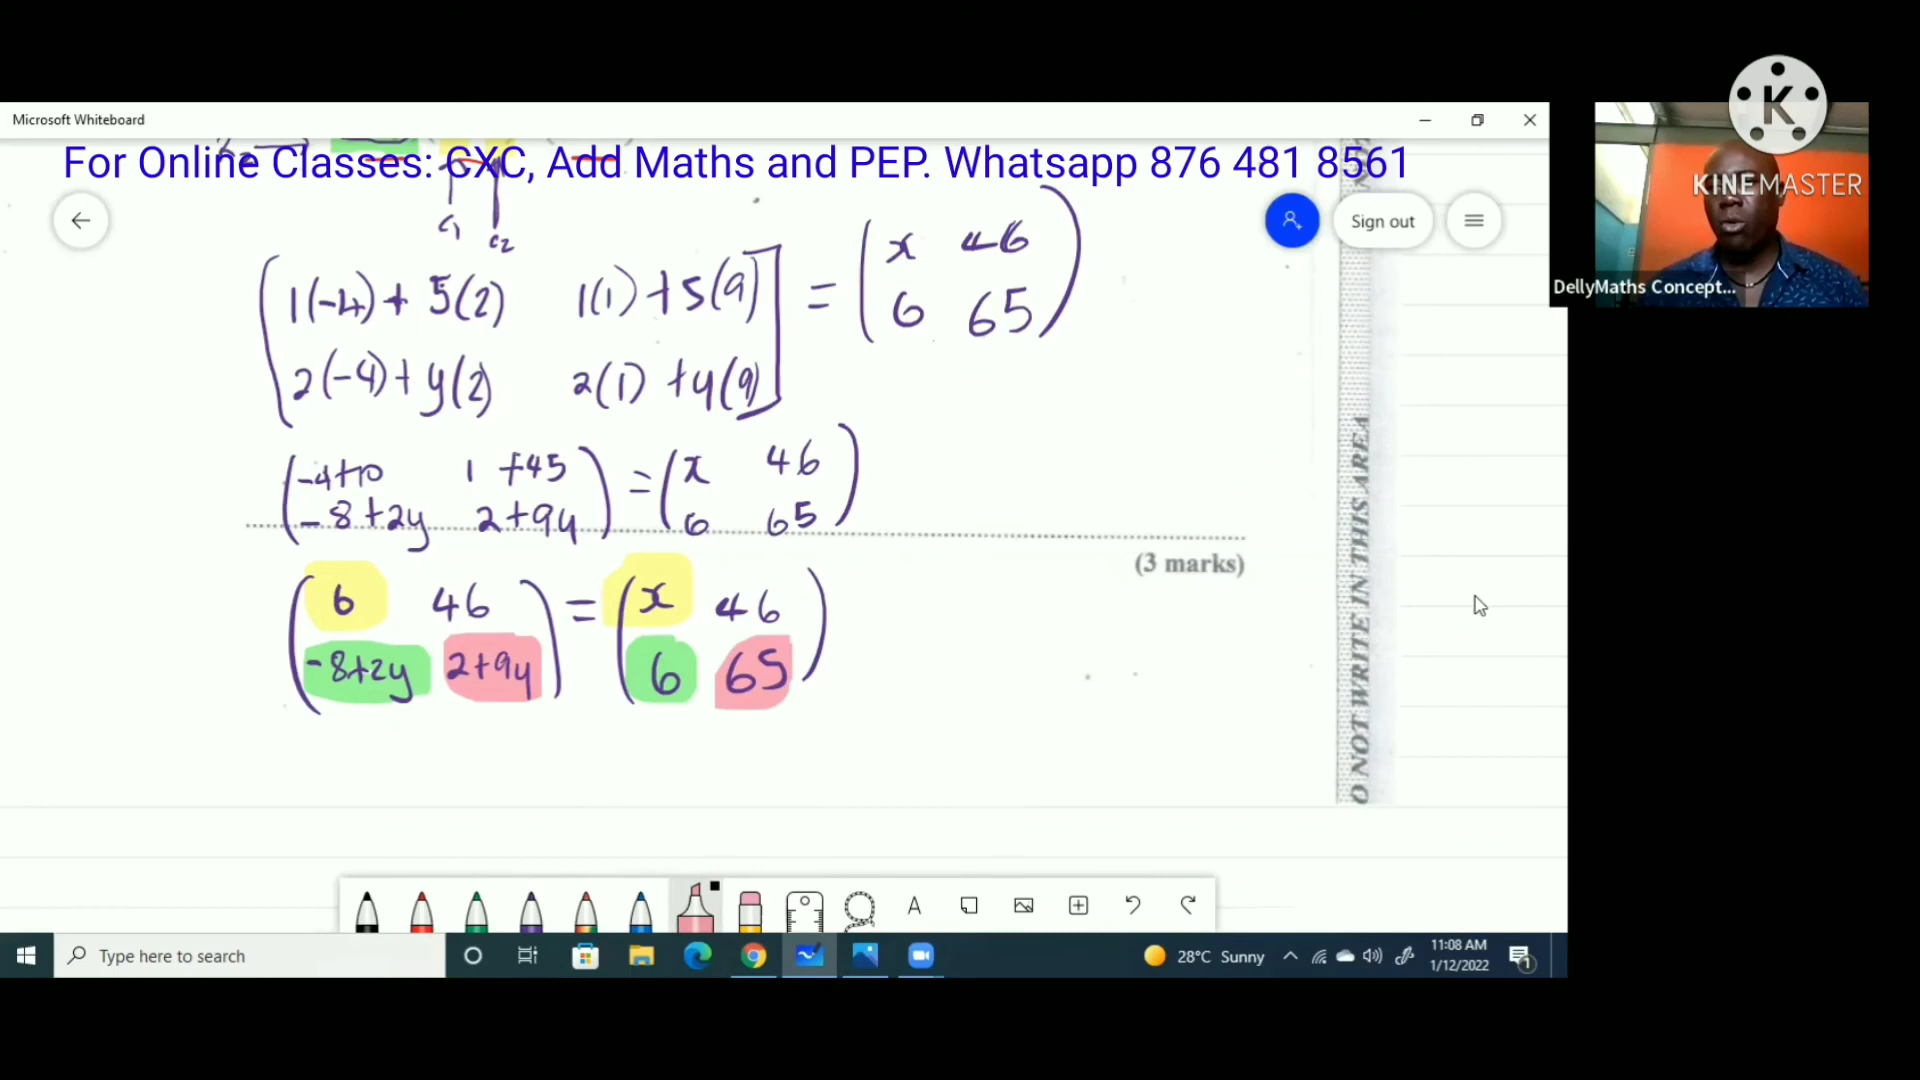 Microsoft Whiteboard
For Online Classes: CXC, Add Maths and PEP. Whatsapp 876 481 8561
K
KINEMASTER
Sign out
DellyMaths Concept...
C1 C2
1(-4)+ 5(2) 1(1)+5(9) = x 46
2(-4)+y(2) 2(1)+y(9) 6 65
-4+10 1+45 = x 46
-8+2y 2+9y 6 65
(3 marks)
6 46 = x 46
-8+2y 2+9y 6 65
O NOT WRITE IN THIS AREA
A
Type here to search
28°C Sunny
11:08 AM
1/12/2022
1